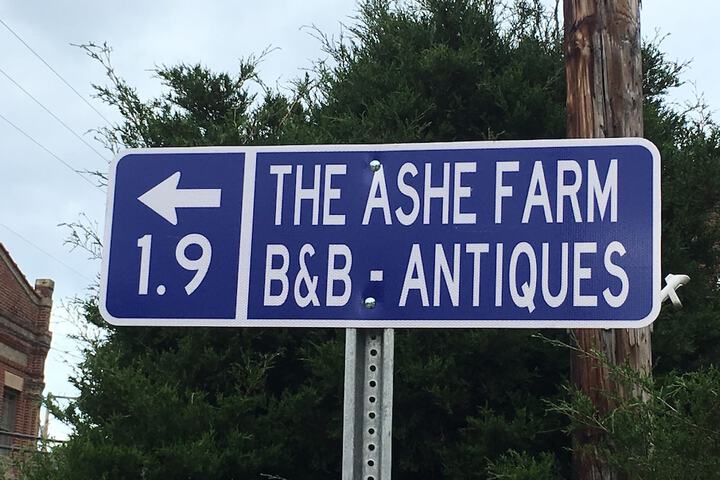 ← 1.9
THE ASHE FARM
B&B - ANTIQUES